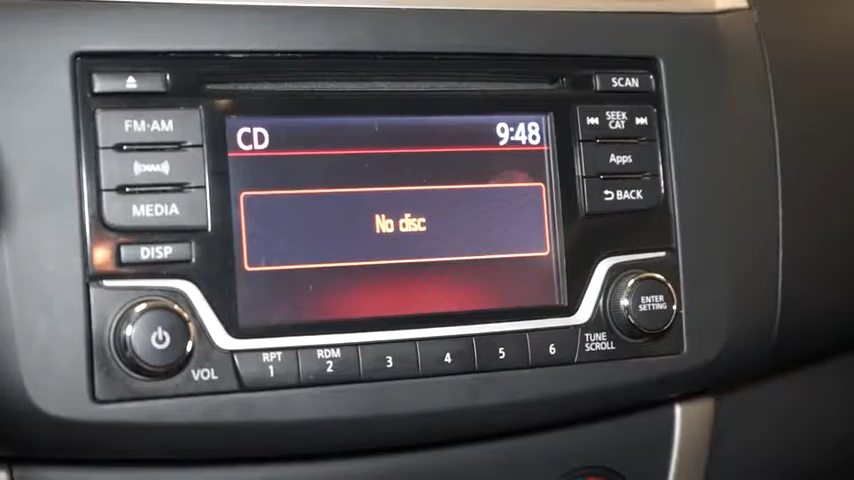 SCAN
FM·AM
CD
9:48
SEEK
CAT
XM
Apps
MEDIA
BACK
No disc
DISP
ENTER
SETTING
VOL
RPT
1
RDM
2
3
4
5
6
TUNE
SCROLL